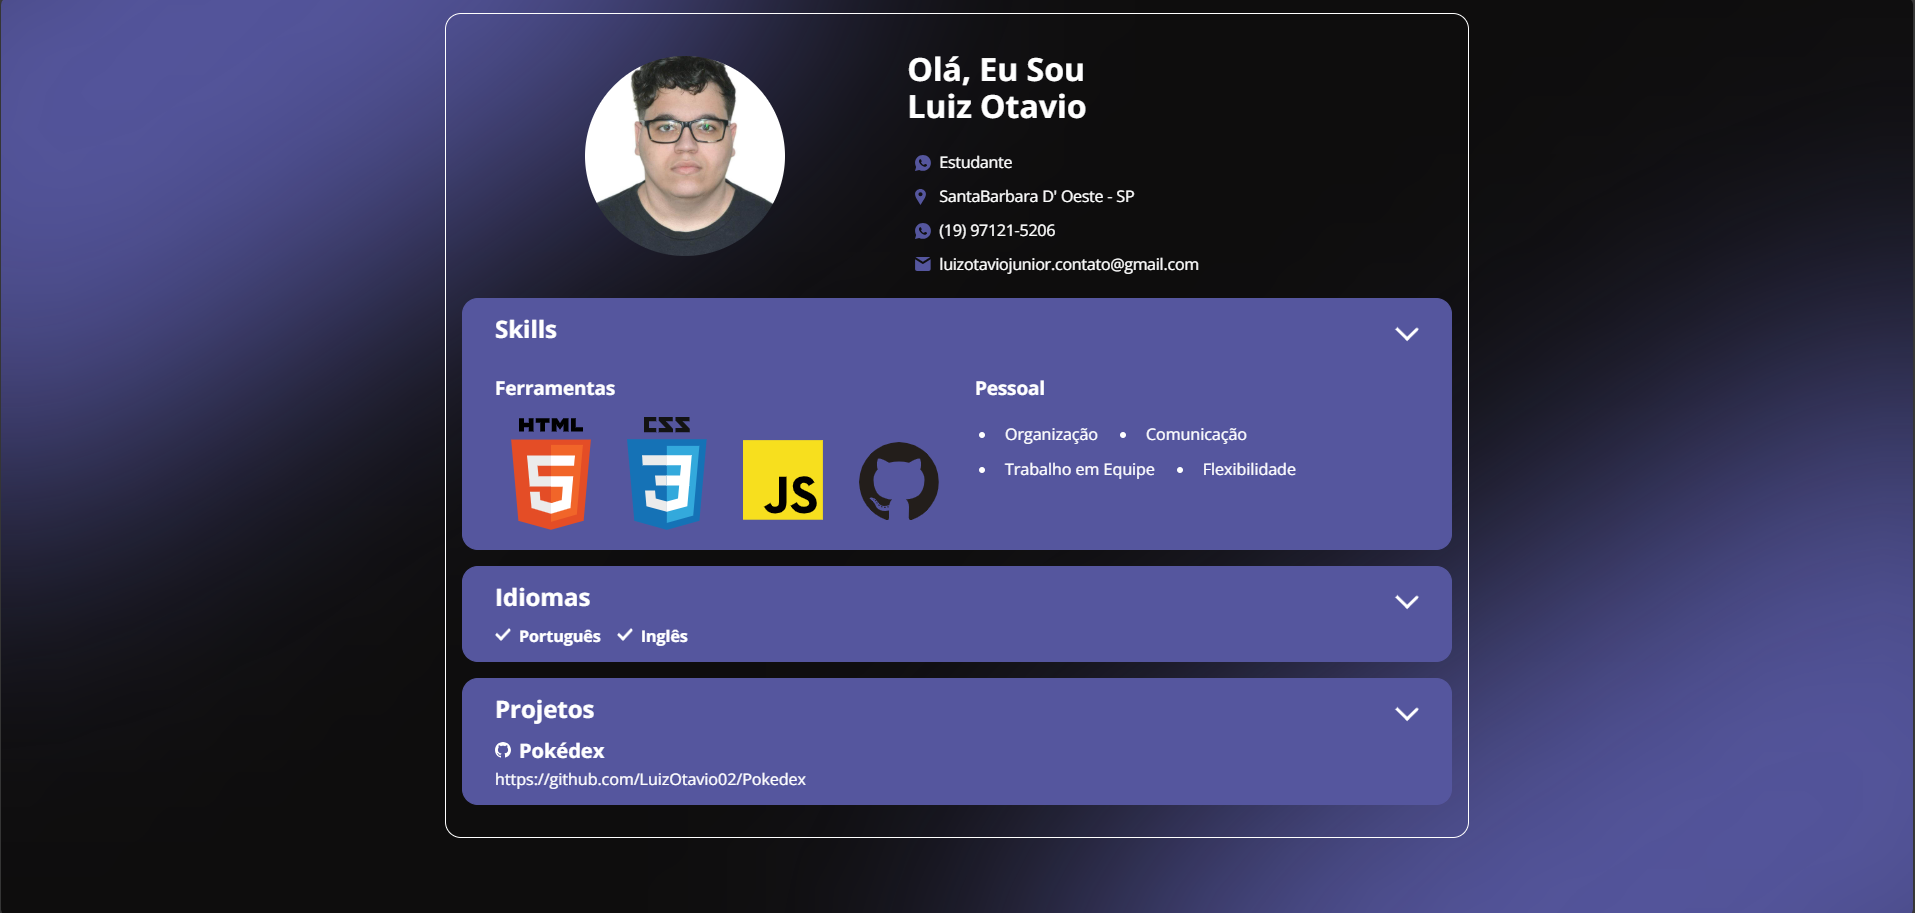 Olá, Eu Sou
Luiz Otavio
Estudante
SantaBarbara D' Oeste - SP
(19) 97121-5206
luizotaviojunior.contato@gmail.com
Skills
Ferramentas
HTML
5
CSS
3
JS
Pessoal
Organização
Comunicação
Trabalho em Equipe
Flexibilidade
Idiomas
Português
Inglês
Projetos
Pokédex
https://github.com/LuizOtavio02/Pokedex